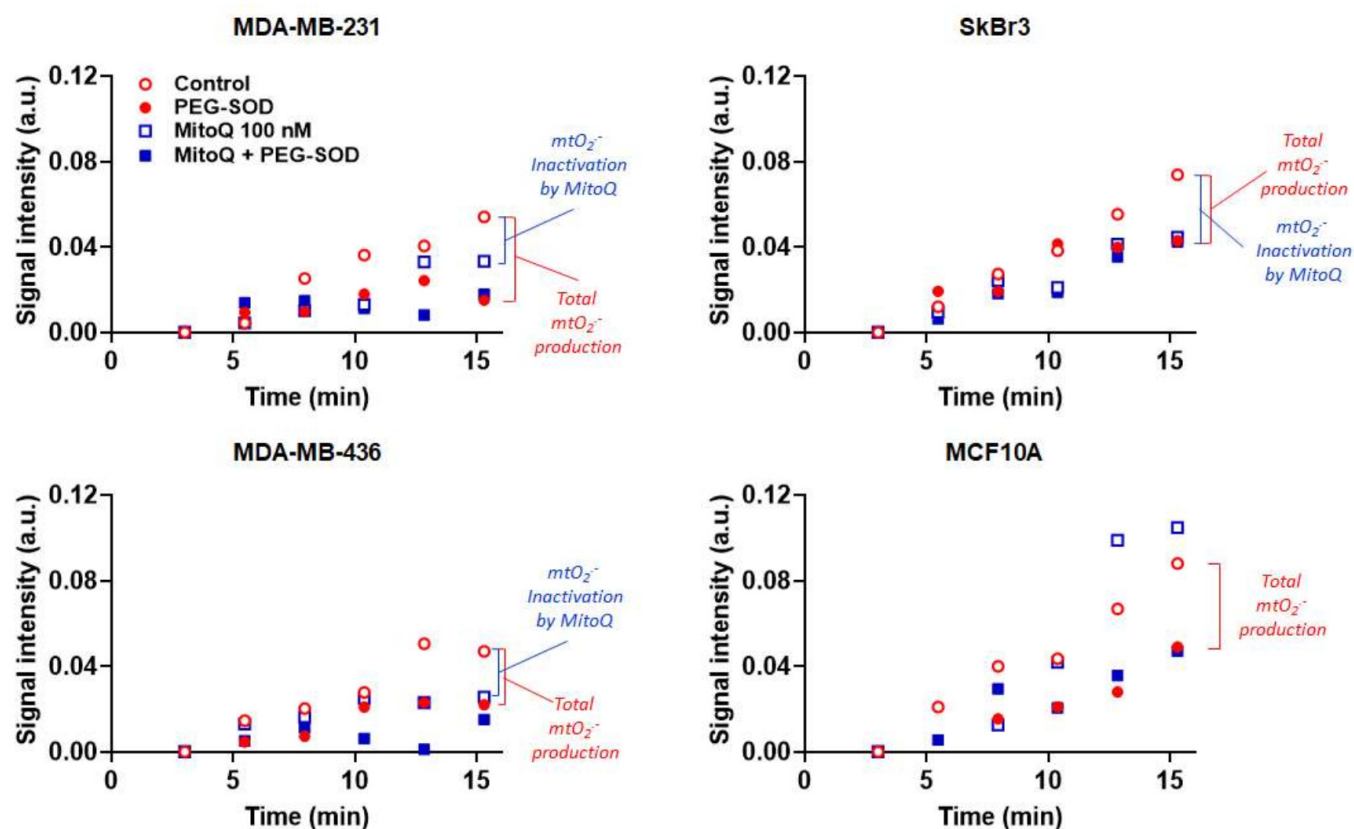 MDA-MB-231
0.12
0.08
0.04
0.00
Signal intensity (a.u.)
Control
PEG-SOD
MitoQ 100 nM
MitoQ + PEG-SOD
mtO₂·⁻
Inactivation
by MitoQ
Total
mtO₂·⁻
production
0 5 10 15
Time (min)
SkBr3
0.12
0.08
0.04
0.00
Signal intensity (a.u.)
Total
mtO₂·⁻
production
mtO₂·⁻
Inactivation
by MitoQ
0 5 10 15
Time (min)
MDA-MB-436
0.12
0.08
0.04
0.00
Signal intensity (a.u.)
mtO₂·⁻
Inactivation
by MitoQ
Total
mtO₂·⁻
production
0 5 10 15
Time (min)
MCF10A
0.12
0.08
0.04
0.00
Signal intensity (a.u.)
Total
mtO₂·⁻
production
0 5 10 15
Time (min)